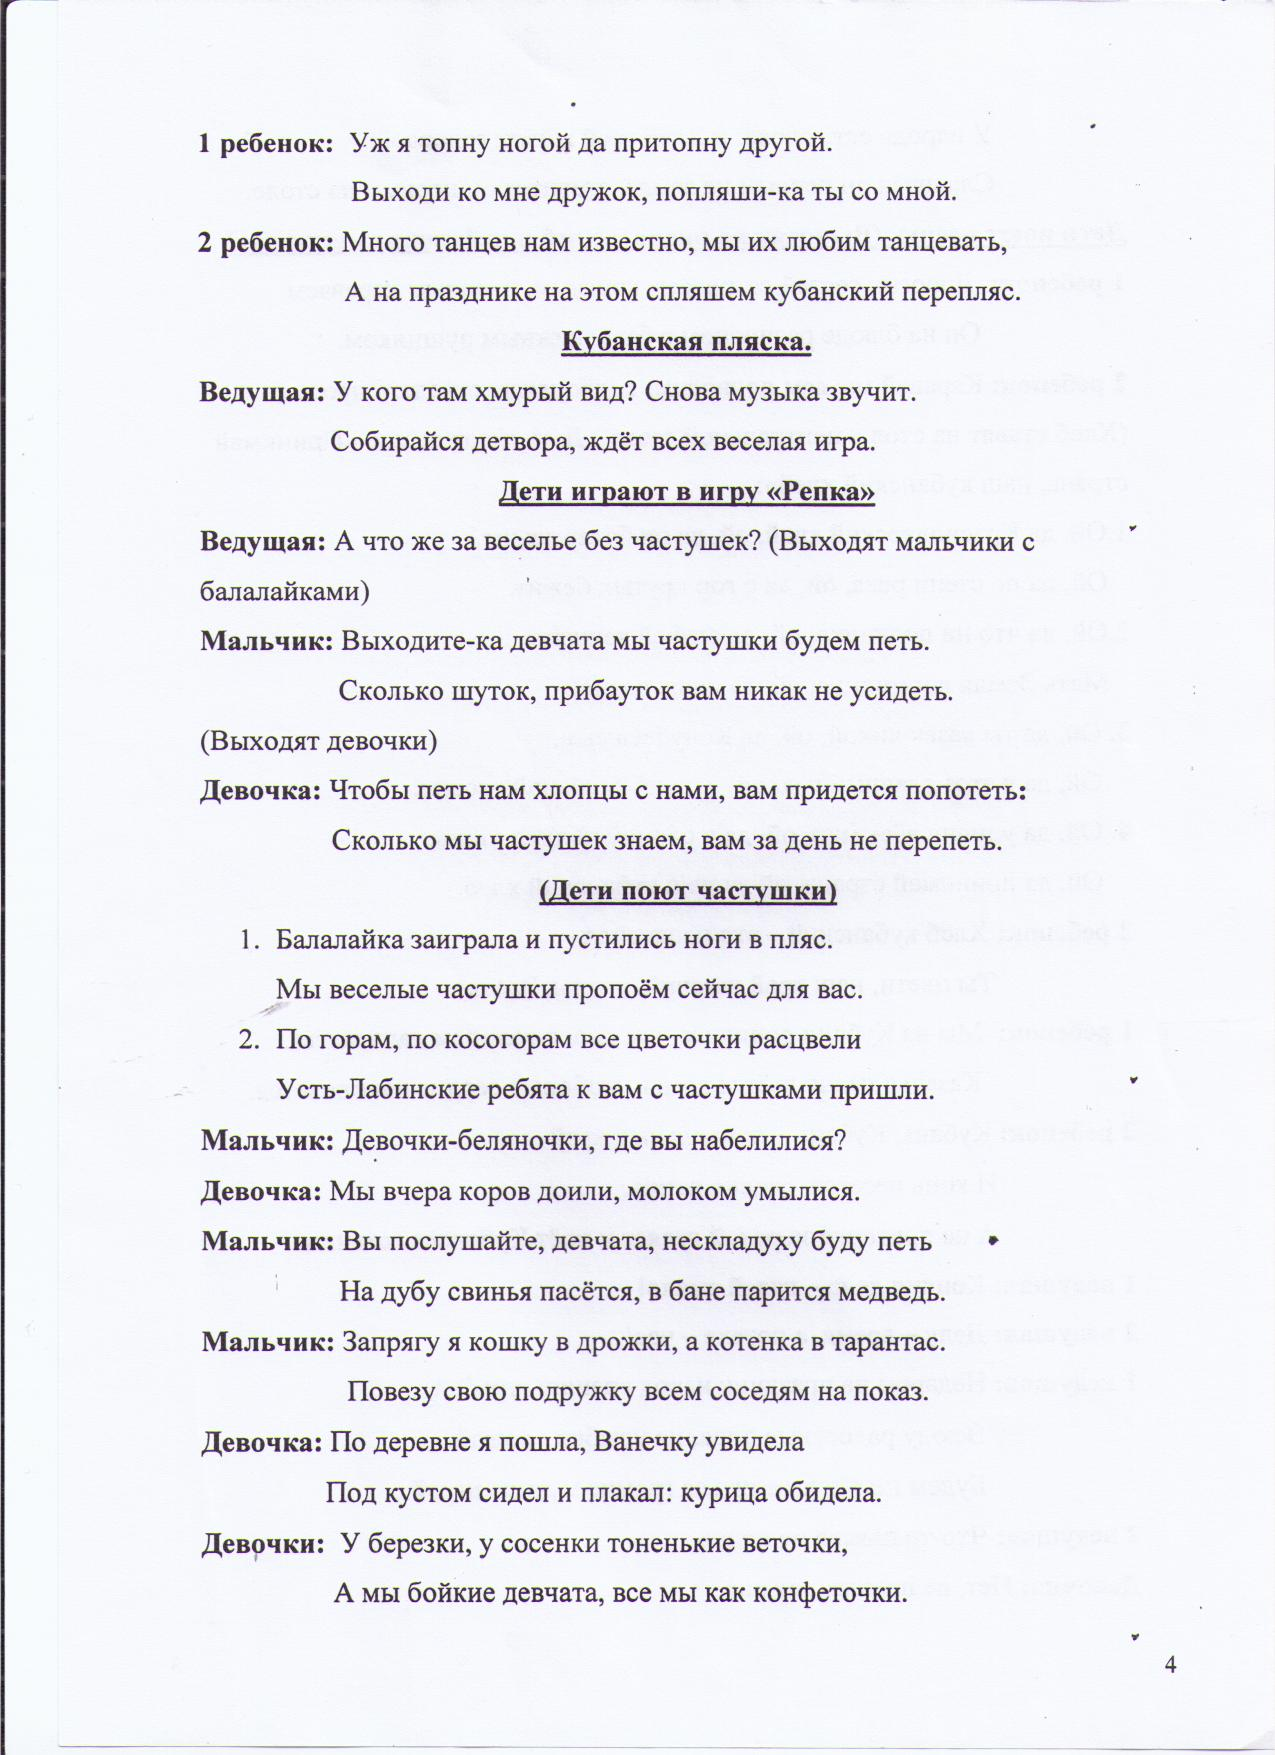 1 ребенок: Уж я топну ногой да притопну другой.
Выходи ко мне дружок, попляши-ка ты со мной.
2 ребенок: Много танцев нам известно, мы их любим танцевать,
А на празднике на этом спляшем кубанский перепляс.
Кубанская пляска.
Ведущая: У кого там хмурый вид? Снова музыка звучит.
Собирайся детвора, ждёт всех веселая игра.
Дети играют в игру «Репка»
Ведущая: А что же за веселье без частушек? (Выходят мальчики с
балалайками)
Мальчик: Выходите-ка девчата мы частушки будем петь.
Сколько шуток, прибауток вам никак не усидеть.
(Выходят девочки)
Девочка: Чтобы петь нам хлопцы с нами, вам придется попотеть:
Сколько мы частушек знаем, вам за день не перепеть.
(Дети поют частушки)
1. Балалайка заиграла и пустились ноги в пляс.
Мы веселые частушки пропоём сейчас для вас.
2. По горам, по косогорам все цветочки расцвели
Усть-Лабинские ребята к вам с частушками пришли.
Мальчик: Девочки-беляночки, где вы набелилися?
Девочка: Мы вчера коров доили, молоком умылися.
Мальчик: Вы послушайте, девчата, нескладуху буду петь
На дубу свинья пасётся, в бане парится медведь.
Мальчик: Запрягу я кошку в дрожки, а котенка в тарантас.
Повезу свою подружку всем соседям на показ.
Девочка: По деревне я пошла, Ванечку увидела
Под кустом сидел и плакал: курица обидела.
Девочки: У березки, у сосенки тоненькие веточки,
А мы бойкие девчата, все мы как конфеточки.
4